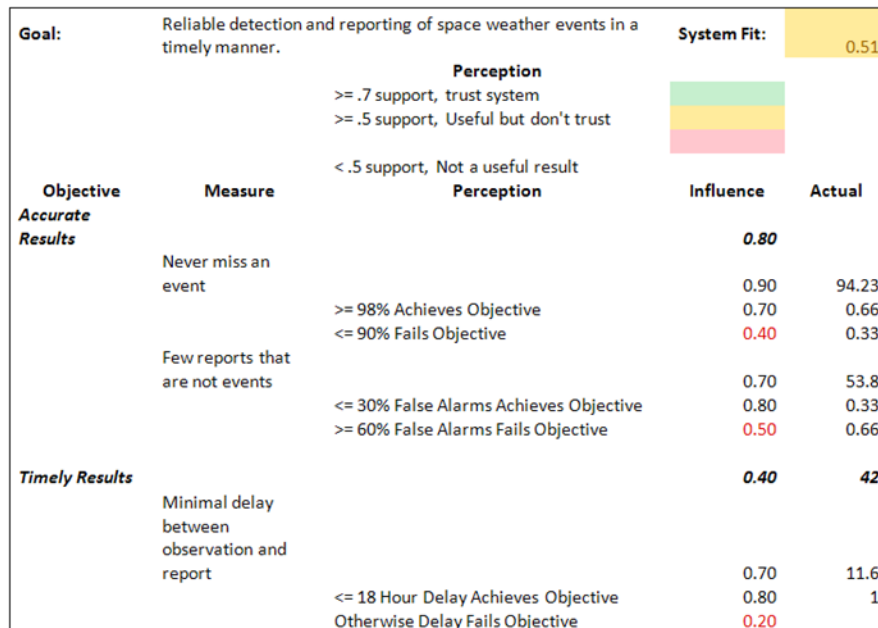 Goal: Reliable detection and reporting of space weather events in a System Fit:
timely manner. 0.51
Perception
>= .7 support, trust system
>= .5 support, Useful but don't trust
< .5 support, Not a useful result
Objective Measure Perception Influence Actual
Accurate
Results 0.80
Never miss an
event 0.90 94.23
>= 98% Achieves Objective 0.70 0.66
<= 90% Fails Objective 0.40 0.33
Few reports that
are not events 0.70 53.8
<= 30% False Alarms Achieves Objective 0.80 0.33
>= 60% False Alarms Fails Objective 0.50 0.66
Timely Results 0.40 42
Minimal delay
between
observation and
report 0.70 11.6
<= 18 Hour Delay Achieves Objective 0.80 1
Otherwise Delay Fails Objective 0.20